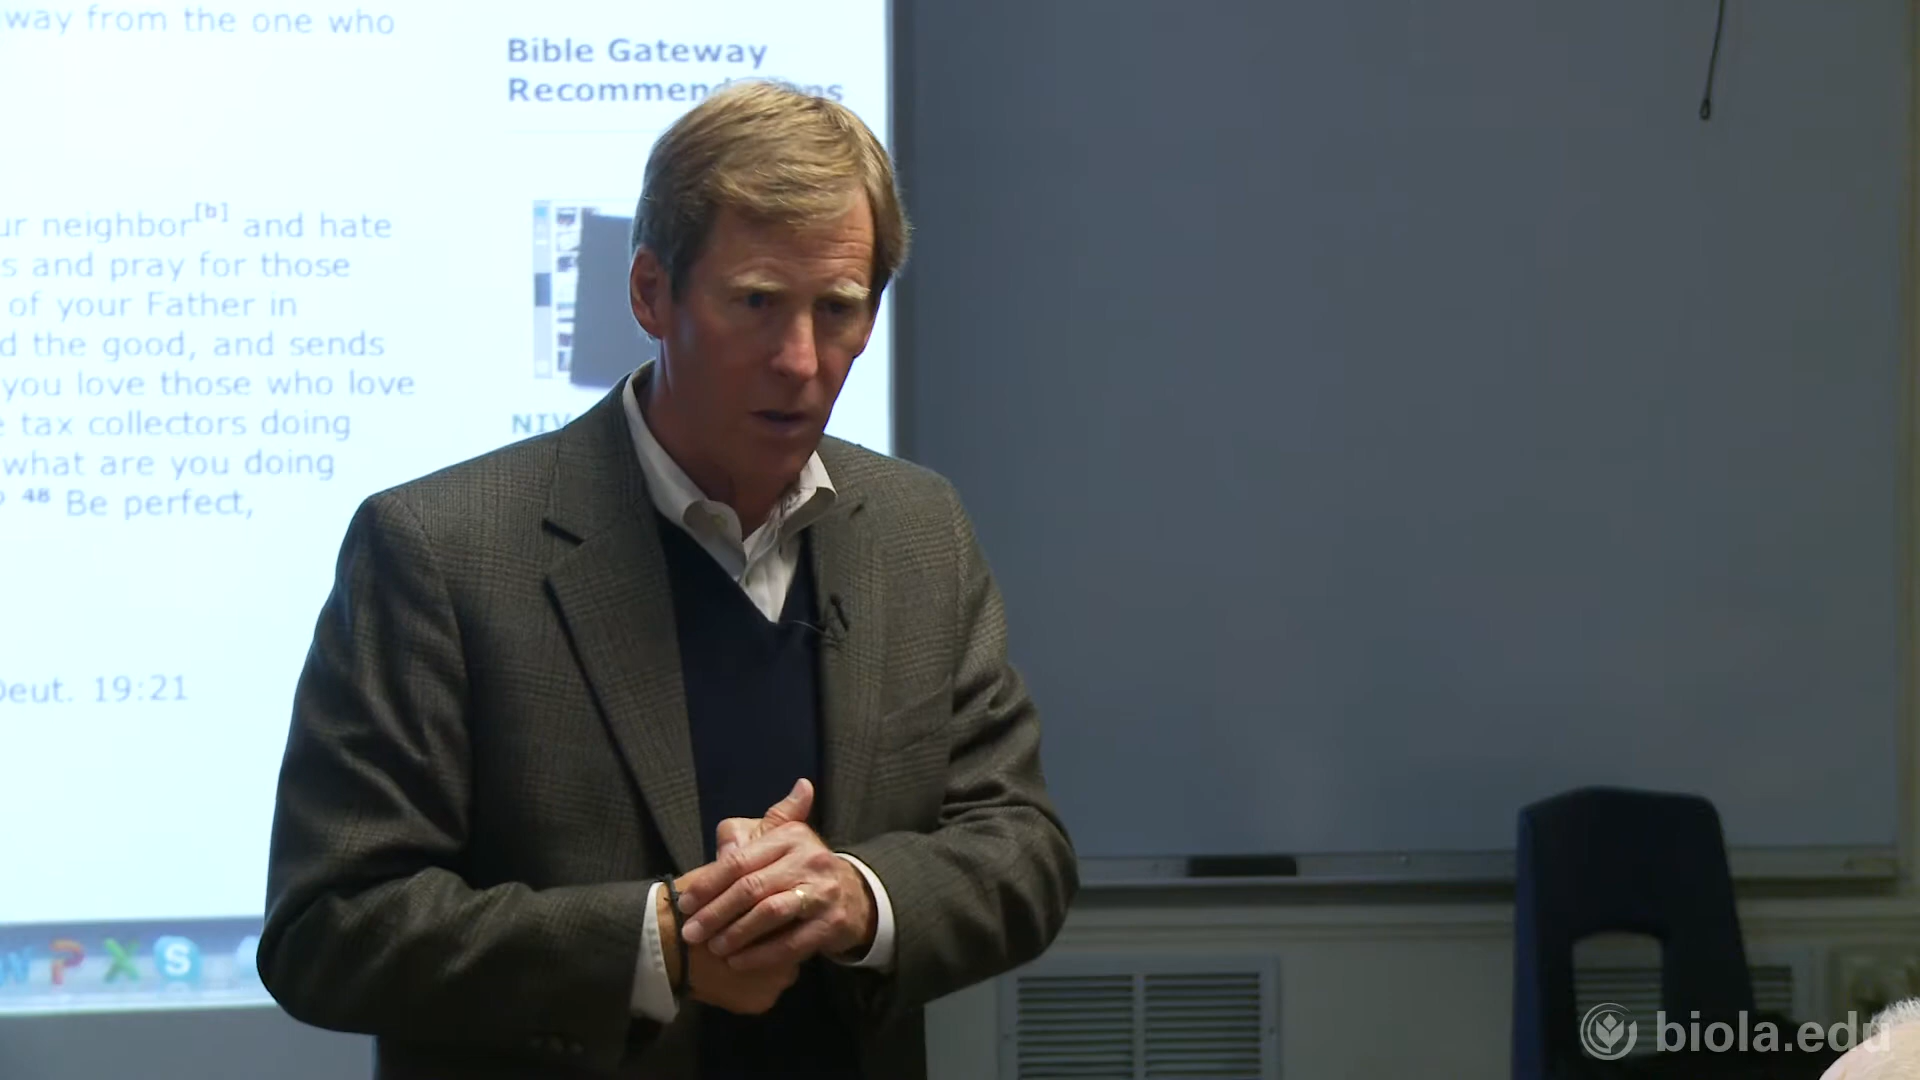 way from the one who
Bible Gateway
neighbor[b] and hate
and pray for those
of your Father in
the good, and sends
you love those who love
tax collectors doing
what are you doing
48 Be perfect,
NIV
19:21
W P X S
biola.edu